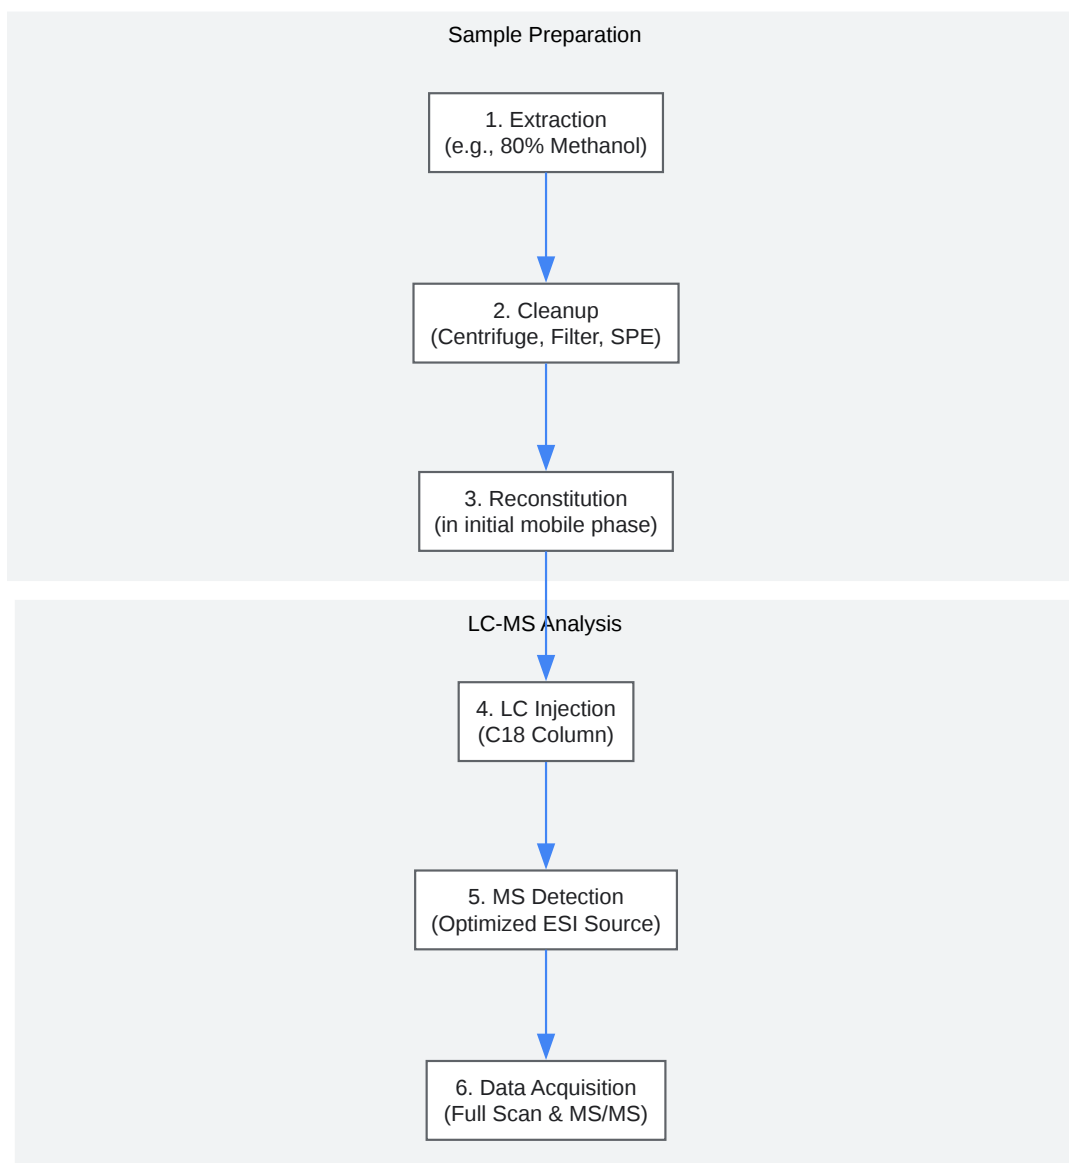 Sample Preparation
1. Extraction
(e.g., 80% Methanol)
2. Cleanup
(Centrifuge, Filter, SPE)
3. Reconstitution
(in initial mobile phase)
LC-MS Analysis
4. LC Injection
(C18 Column)
5. MS Detection
(Optimized ESI Source)
6. Data Acquisition
(Full Scan & MS/MS)